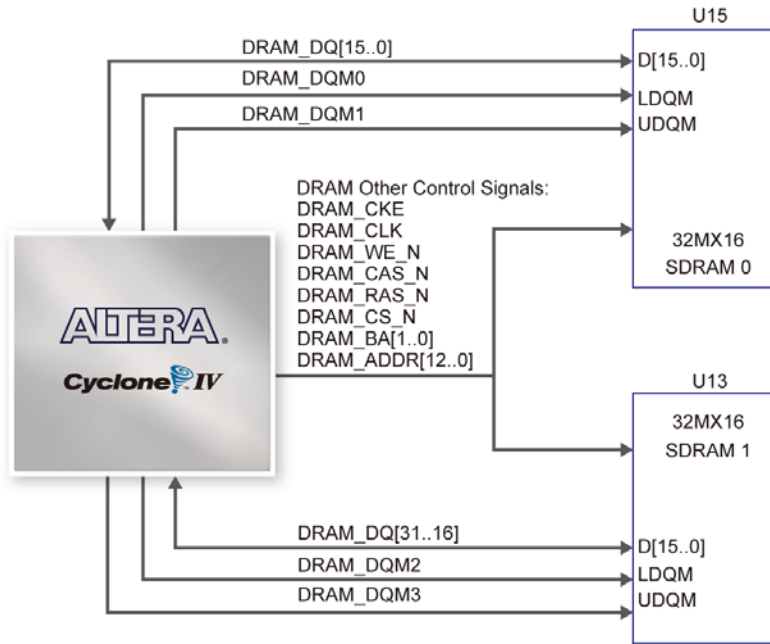 U15
DRAM_DQ[15..0]
D[15..0]
DRAM_DQM0
LDQM
DRAM_DQM1
UDQM
DRAM Other Control Signals:
DRAM_CKE
DRAM_CLK
DRAM_WE_N
DRAM_CAS_N
DRAM_RAS_N
DRAM_CS_N
DRAM_BA[1..0]
DRAM_ADDR[12..0]
32MX16
SDRAM 0
ALTERA®
Cyclone IV
U13
32MX16
SDRAM 1
DRAM_DQ[31..16]
D[15..0]
DRAM_DQM2
LDQM
DRAM_DQM3
UDQM